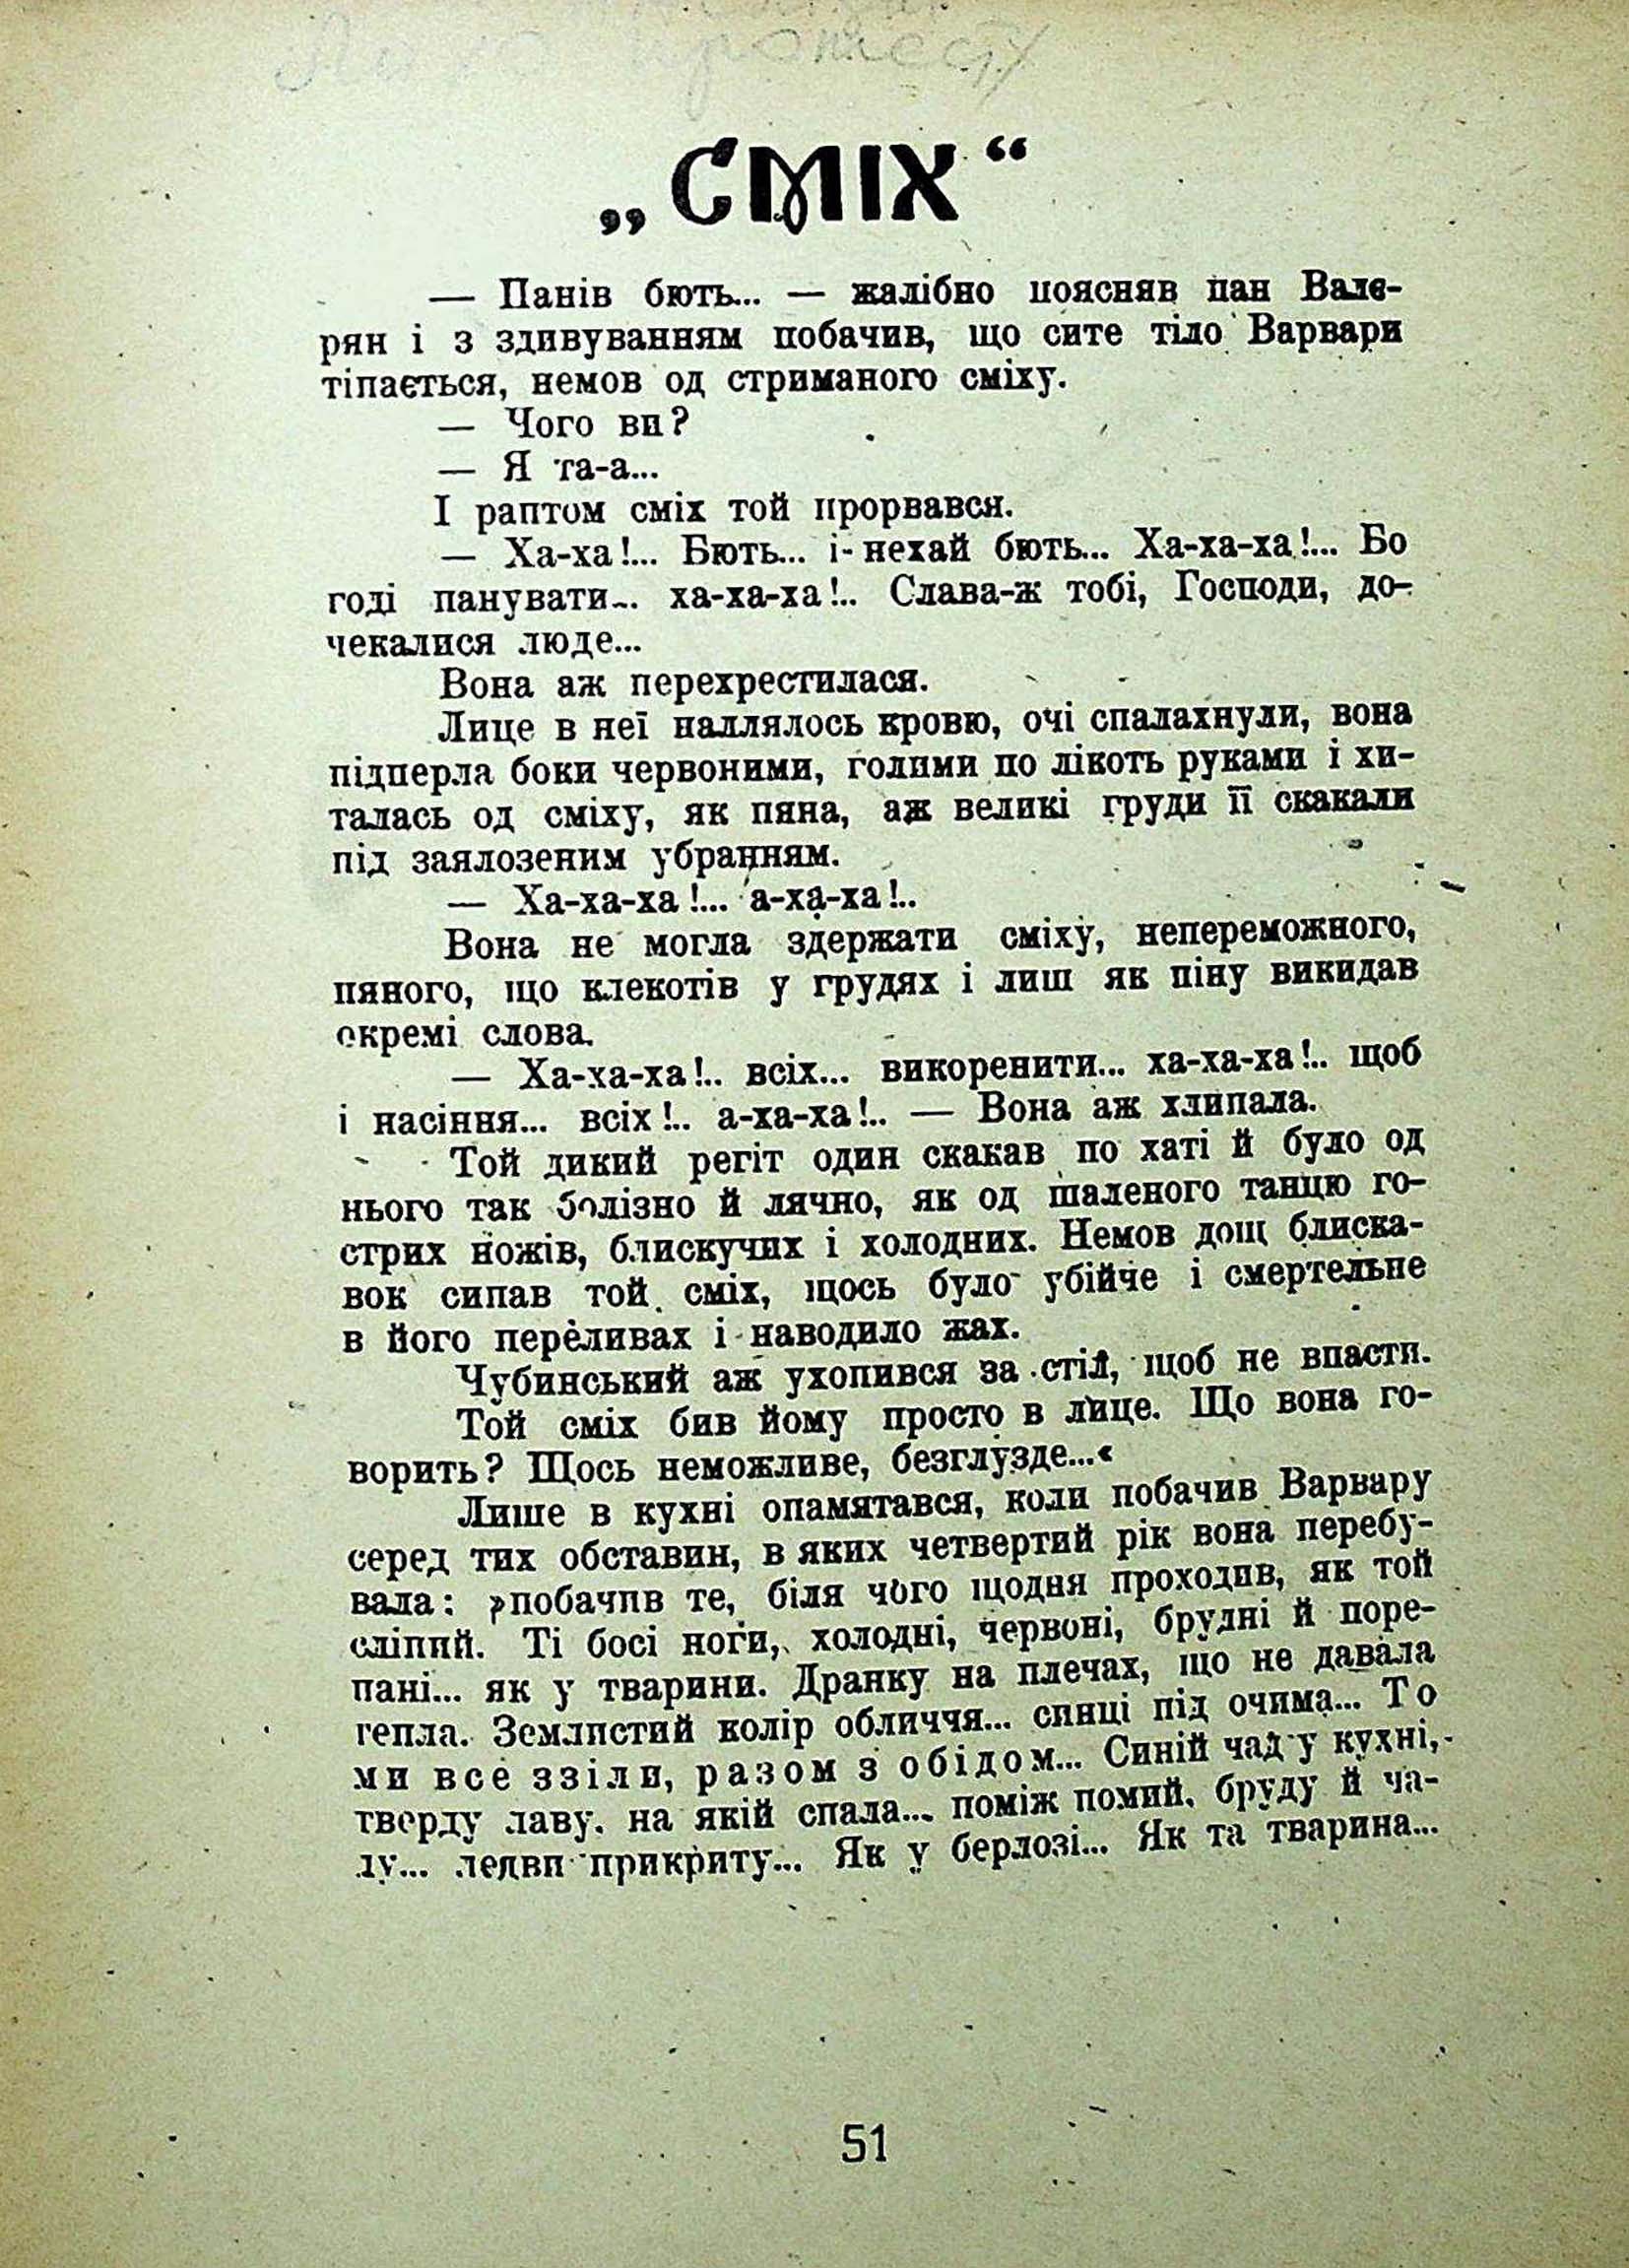 „СМІХ“
— Панів бють... — жалібно поясняв пан Валє-
рян і з здивуванням побачив, що сите тіло Варвари
тіпається, немов од стриманого сміху.
— Чого ви?
— Я та-а...
І раптом сміх той прорвався.
— Ха-ха!... Бють... і-нехай бють... Ха-ха-ха!... Бо
годі панувати... ха-ха-ха!.. Слава-ж тобі, Господи, до-
чекалися люде...
Вона аж перехрестилася.
Лице в неї наллялось кровю, очі спалахнули, вона
підперла боки червоними, голими по лікоть руками і хи-
талась од сміху, як пяна, аж великі груди її скакали
під заялозеним убранням.
— Ха-ха-ха!... а-ха-ха!..
Вона не могла здержати сміху, непереможного,
пяного, що клекотів у грудях і лиш як піну викидав
окремі слова.
— Ха-ха-ха!.. всіх... викоренити... ха-ха-ха!.. щоб
і насіння... всіх!.. а-ха-ха!.. — Вона аж хлипала.
Той дикий регіт один скакав по хаті й було од
нього так болізно й лячно, як од шаленого танцю го-
стрих ножів, блискучих і холодних. Немов дощ блиска-
вок сипав той сміх, щось було убійче і смертельне
в його переливах і наводило жах.
Чубинський аж ухопився за стіл, щоб не впасти.
Той сміх бив йому просто в лице. Що вона го-
ворить? Щось неможливе, безглузде...«
Лише в кухні опамятався, коли побачив Варвару
серед тих обставин, в яких четвертий рік вона перебу-
вала: »побачив те, біля чого щодня проходив, як той
сліпий. Ті босі ноги, холодні, червоні, брудні й поре-
пані... як у тварини. Дранку на плечах, що не давала
тепла. Землистий колір обличчя... синці під очима... То
ми все ззіли, разом з обідом... Синій чад у кухні,
тверду лаву, на якій спала... поміж помий, бруду й ча-
ду... ледви прикриту... Як у берлозі... Як та тварина...
51